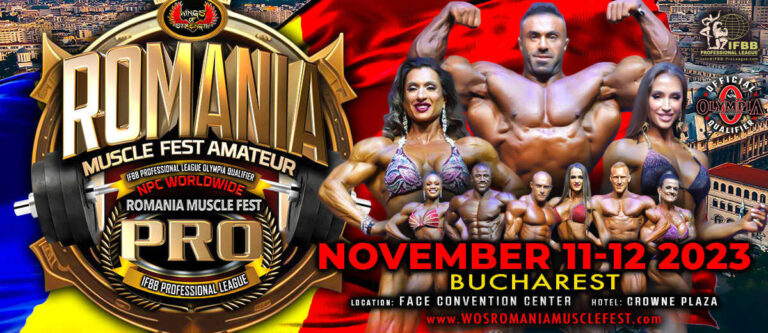 KINGS
OF
ROMANIA
MUSCLE FEST AMATEUR
IFBB PROFESSIONAL LEAGUE OLYMPIA QUALIFIER
NPC WORLDWIDE
ROMANIA MUSCLE FEST
PRO
IFBB PROFESSIONAL LEAGUE
IFBB
PROFESSIONAL LEAGUE
OFFICIAL
OLYMPIA
QUALIFIER
NOVEMBER 11-12 2023
BUCHAREST
LOCATION: FACE CONVENTION CENTER HOTEL: CROWNE PLAZA
www.WOSROMANIAMUSCLEFEST.com